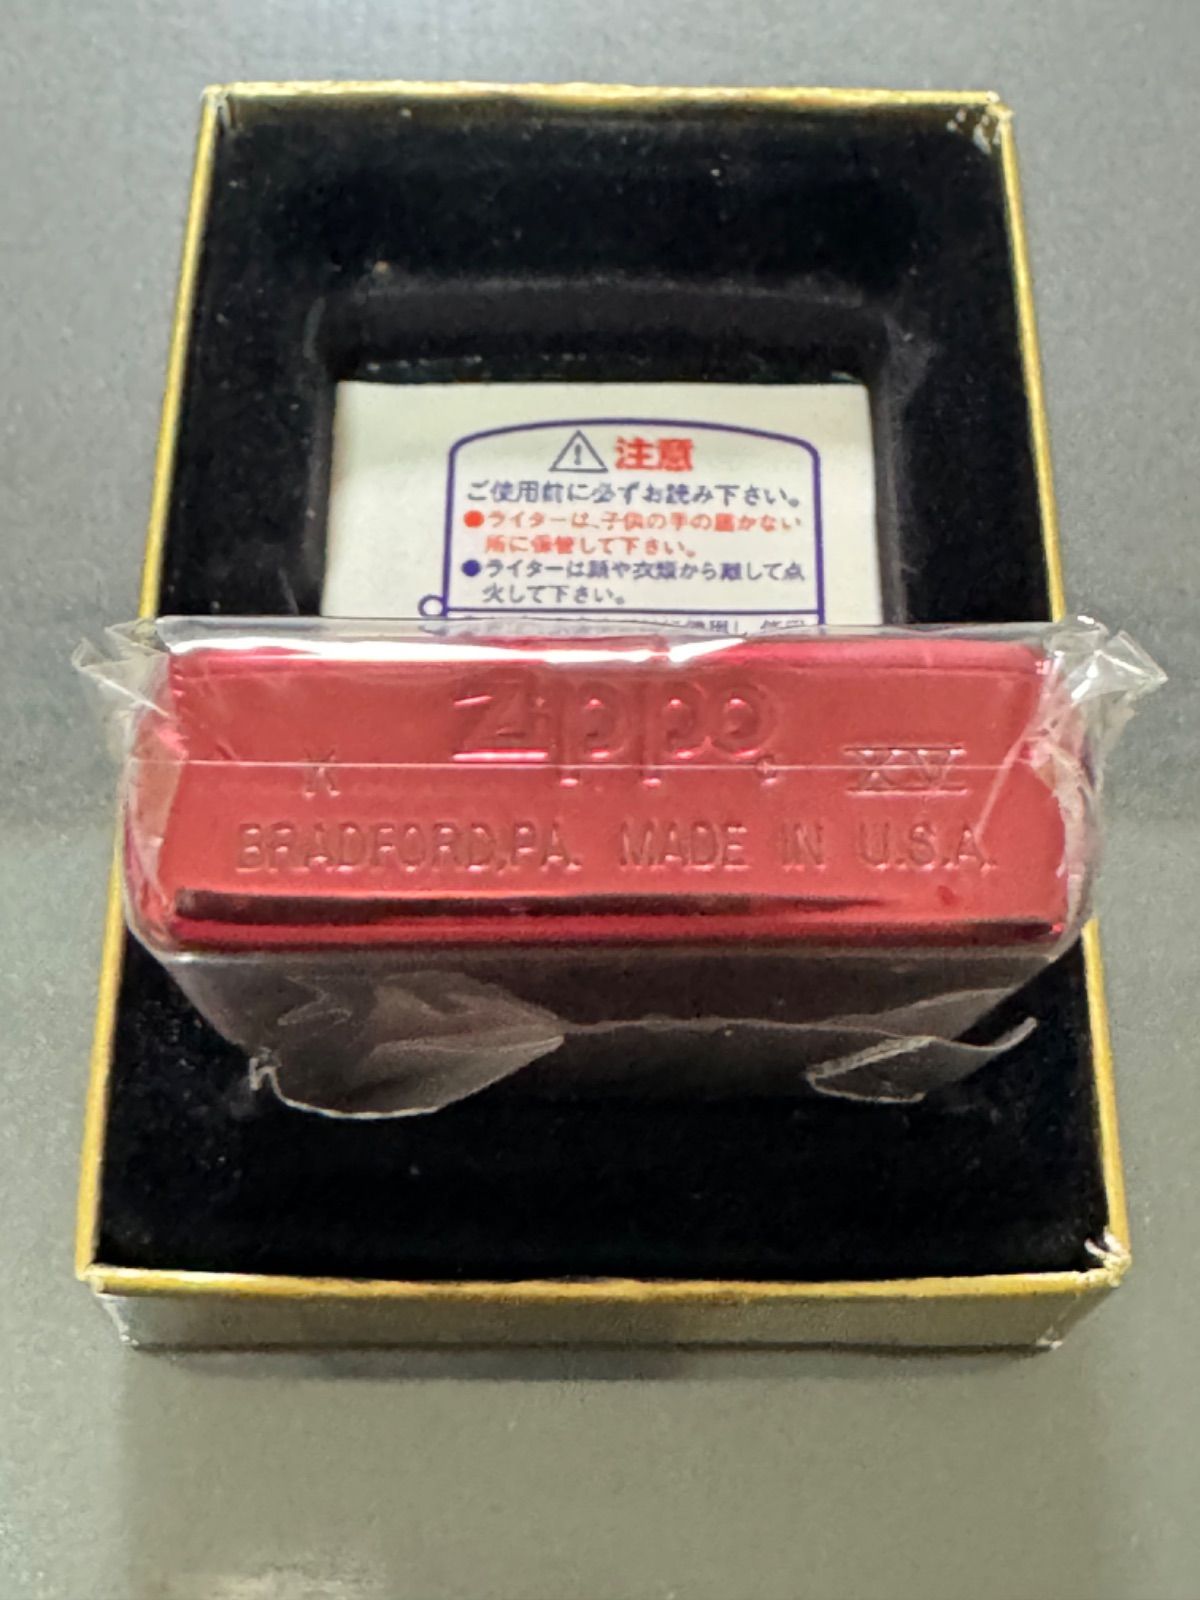 注意
ご使用前に必ずお読み下さい。
●ライターは、子供の手の届かない
所に保管して下さい。
●ライターは顔や衣類から離して点
火して下さい。
Zippo
XV
BRADFORD,PA. MADE IN U.S.A.